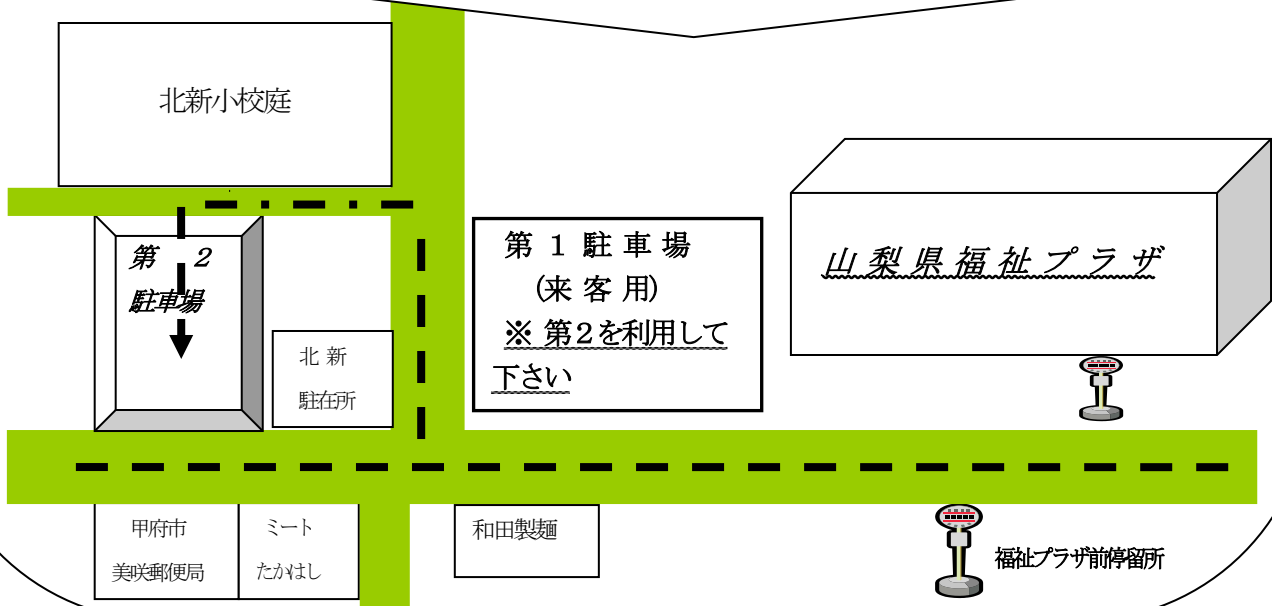 北新小校庭
第 2
駐車場
北 新
駐在所
第 1 駐 車 場
(来 客 用)
※ 第2を利用して
下さい
山 梨 県 福 祉 プ ラ ザ
甲府市
美咲郵便局
ミート
たかはし
和田製麺
福祉プラザ前停留所